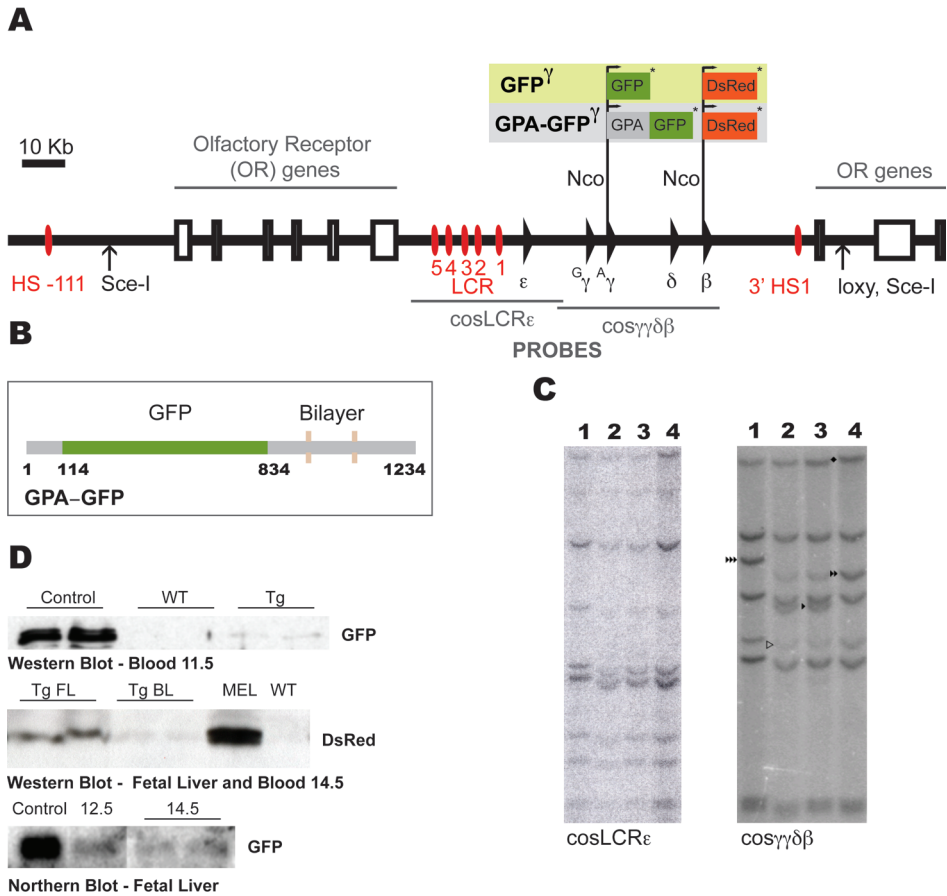 A
GFPγ
GFP
*
DsRed
*
GPA-GFPγ
GPA
GFP
*
DsRed
*
10 Kb
Olfactory Receptor
(OR) genes
OR genes
Nco
Nco
HS -111
Sce-I
5 4 3 2 1
LCR
ε
Gγ
Aγ
δ
β
3' HS1
loxy, Sce-I
cosLCRε
cosγγδβ
PROBES
B
GFP
Bilayer
1
114
834
1234
GPA–GFP
C
1 2 3 4
1 2 3 4
cosLCRε
cosγγδβ
D
Control
WT
Tg
GFP
Western Blot - Blood 11.5
Tg FL
Tg BL
MEL
WT
DsRed
Western Blot - Fetal Liver and Blood 14.5
Control
12.5
14.5
GFP
Northern Blot - Fetal Liver